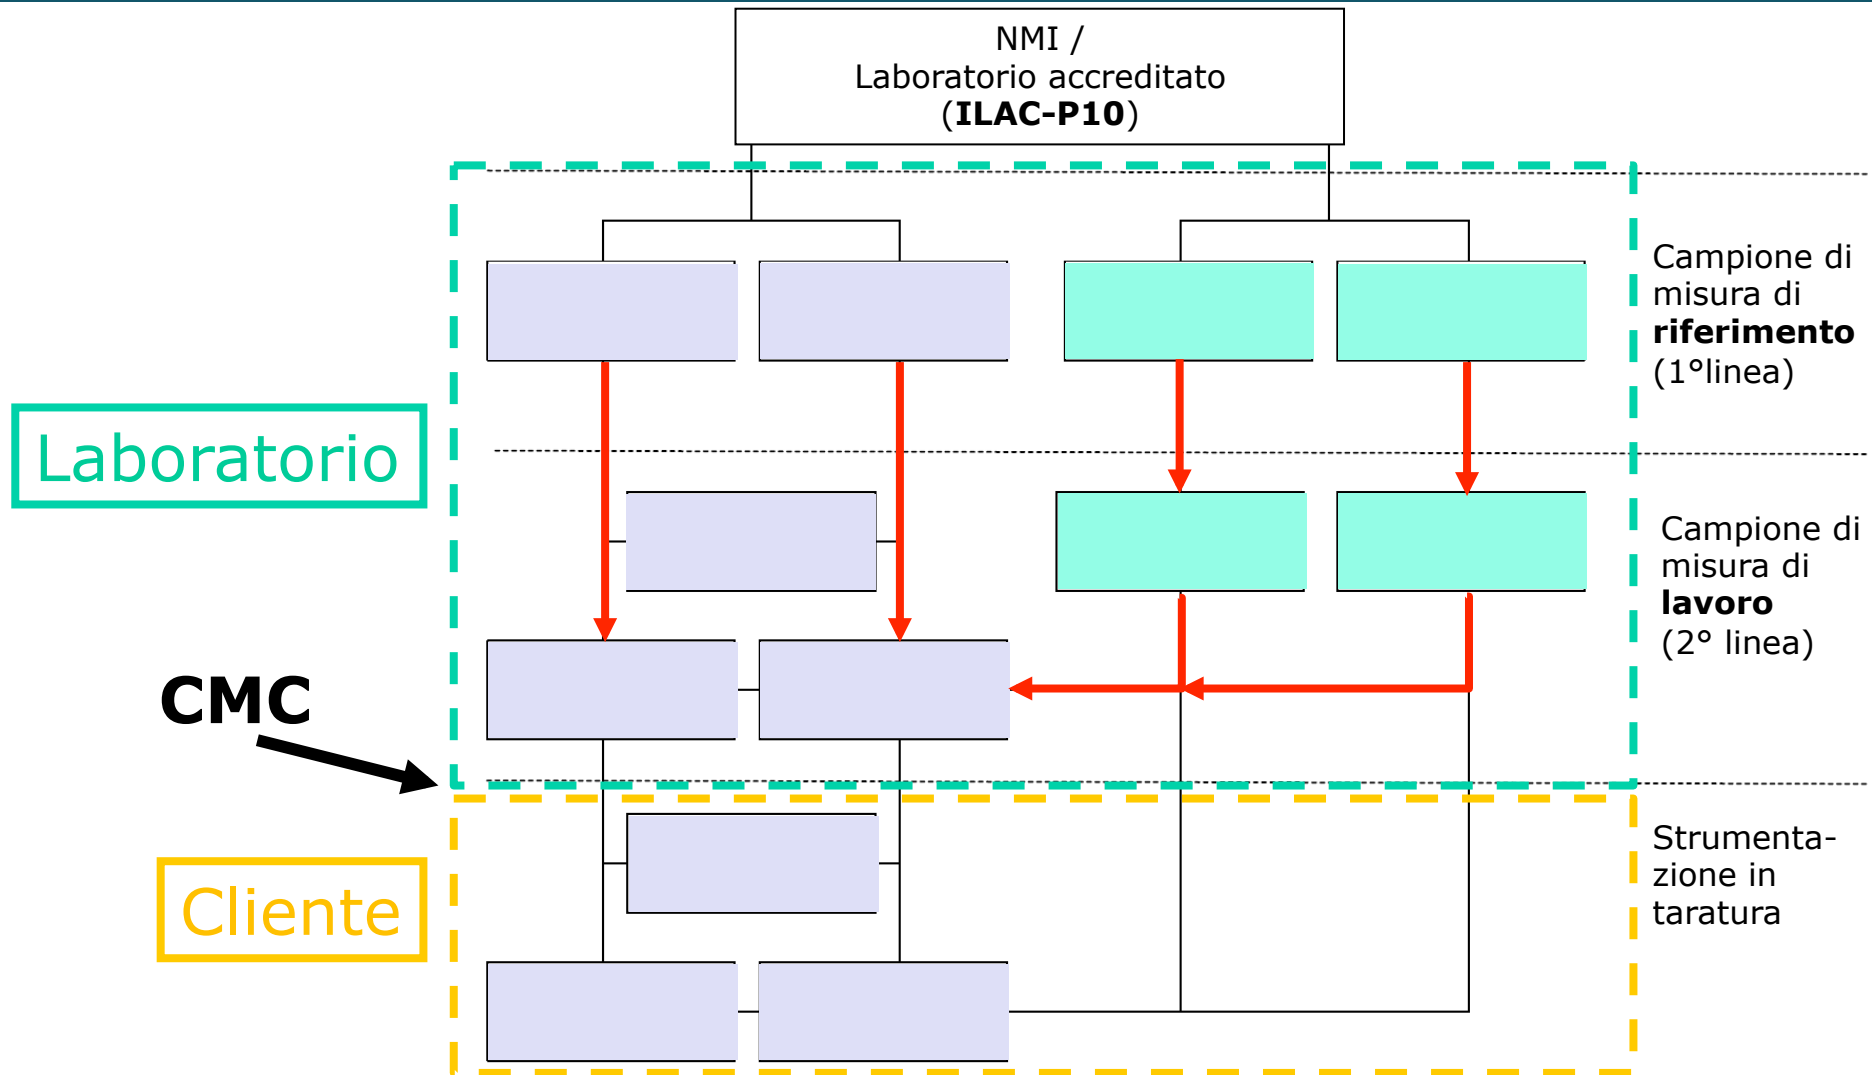 NMI /
Laboratorio accreditato
(ILAC-P10)
Campione di
misura di
riferimento
(1°linea)
Laboratorio
Campione di
misura di
lavoro
(2° linea)
CMC
Strumenta-
zione in
taratura
Cliente